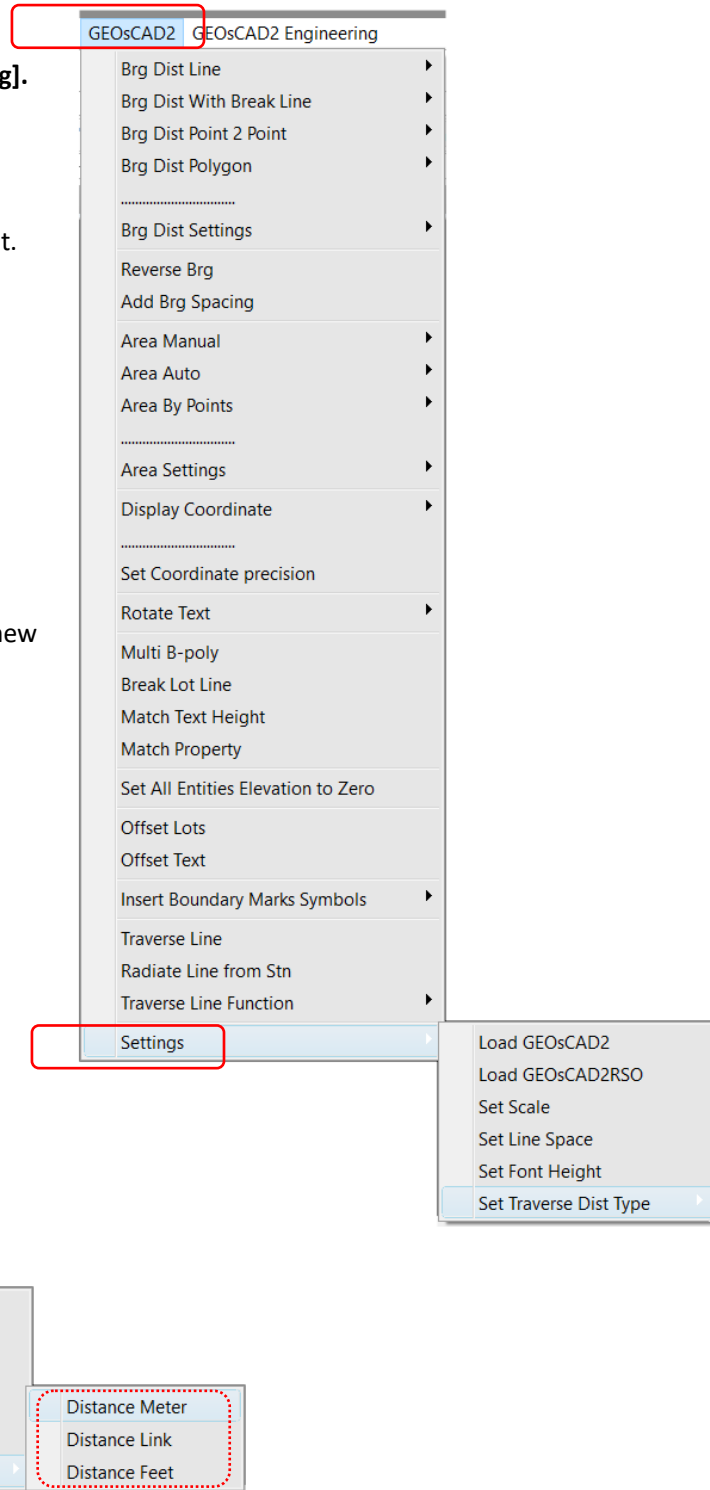 GEOsCAD2 GEOsCAD2 Engineering
g].
Brg Dist Line
Brg Dist With Break Line
Brg Dist Point 2 Point
Brg Dist Polygon
................................
t.
Brg Dist Settings
Reverse Brg
Add Brg Spacing
Area Manual
Area Auto
Area By Points
................................
Area Settings
Display Coordinate
................................
Set Coordinate precision
Rotate Text
new
Multi B-poly
Break Lot Line
Match Text Height
Match Property
Set All Entities Elevation to Zero
Offset Lots
Offset Text
Insert Boundary Marks Symbols
Traverse Line
Radiate Line from Stn
Traverse Line Function
Settings
Load GEOsCAD2
Load GEOsCAD2RSO
Set Scale
Set Line Space
Set Font Height
Set Traverse Dist Type
Distance Meter
Distance Link
Distance Feet